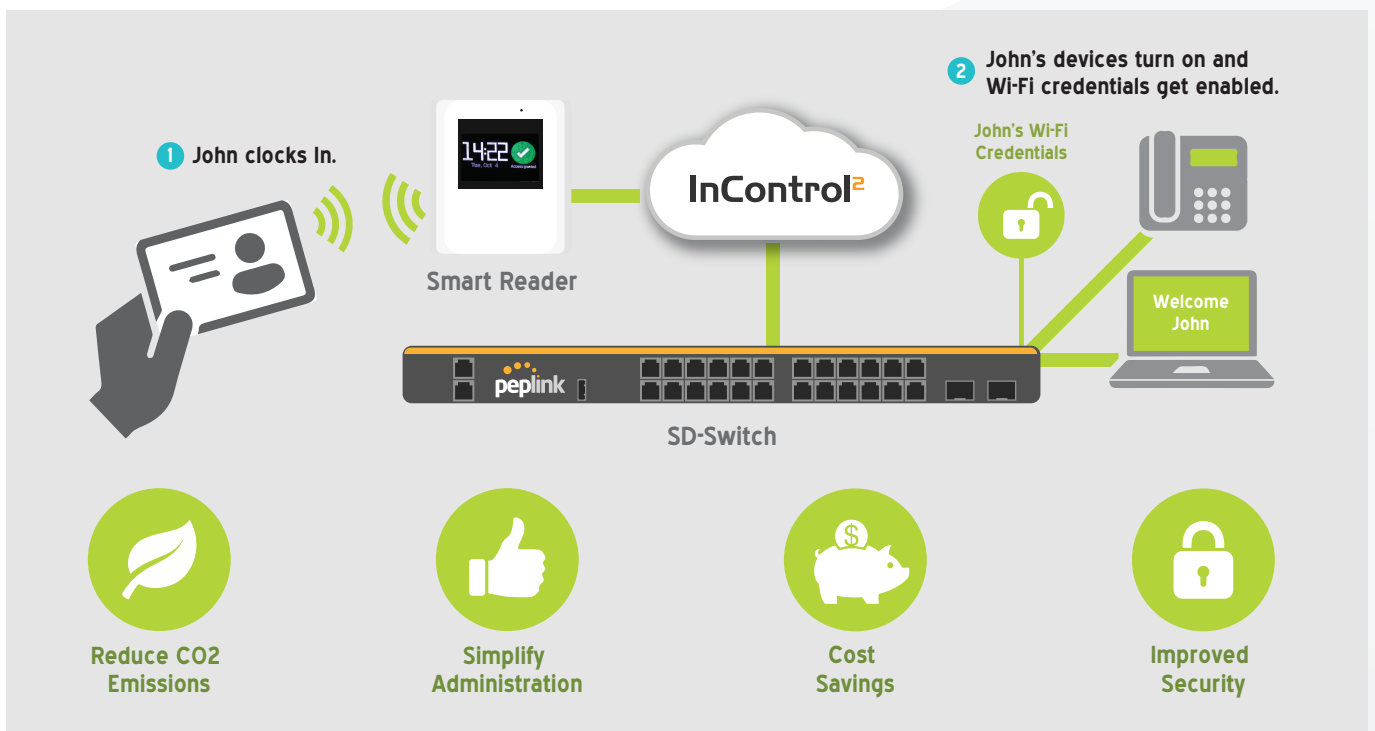 1 John clocks In.
14:22
Tue, Oct 4
Access granted
Smart Reader
InControl²
2 John's devices turn on and
Wi-Fi credentials get enabled.
John's Wi-Fi
Credentials
Welcome
John
peplink
SD-Switch
$
Reduce CO2
Emissions
Simplify
Administration
Cost
Savings
Improved
Security